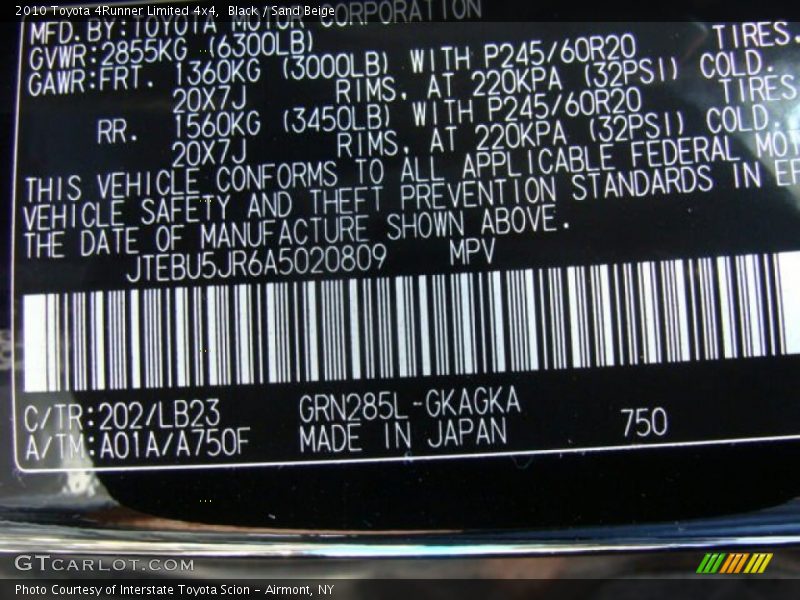 2010 Toyota 4Runner Limited 4x4, Black / Sand Beige
MFD.BY:TOYOTA MOTOR CORPORATION
GVWR:2855KG (6300LB)
GAWR:FRT. 1360KG (3000LB) WITH P245/60R20 TIRES,
20X7J RIMS, AT 220KPA (32PSI) COLD.
RR. 1560KG (3450LB) WITH P245/60R20 TIRES,
20X7J RIMS, AT 220KPA (32PSI) COLD.
THIS VEHICLE CONFORMS TO ALL APPLICABLE FEDERAL MOT
VEHICLE SAFETY AND THEFT PREVENTION STANDARDS IN EF
THE DATE OF MANUFACTURE SHOWN ABOVE.
JTEBU5JR6A5020809 MPV
C/TR:202/LB23 GRN285L-GKAGKA
A/TM:A01A/A750F MADE IN JAPAN 750
GTCARLOT.COM
Photo Courtesy of Interstate Toyota Scion - Airmont, NY